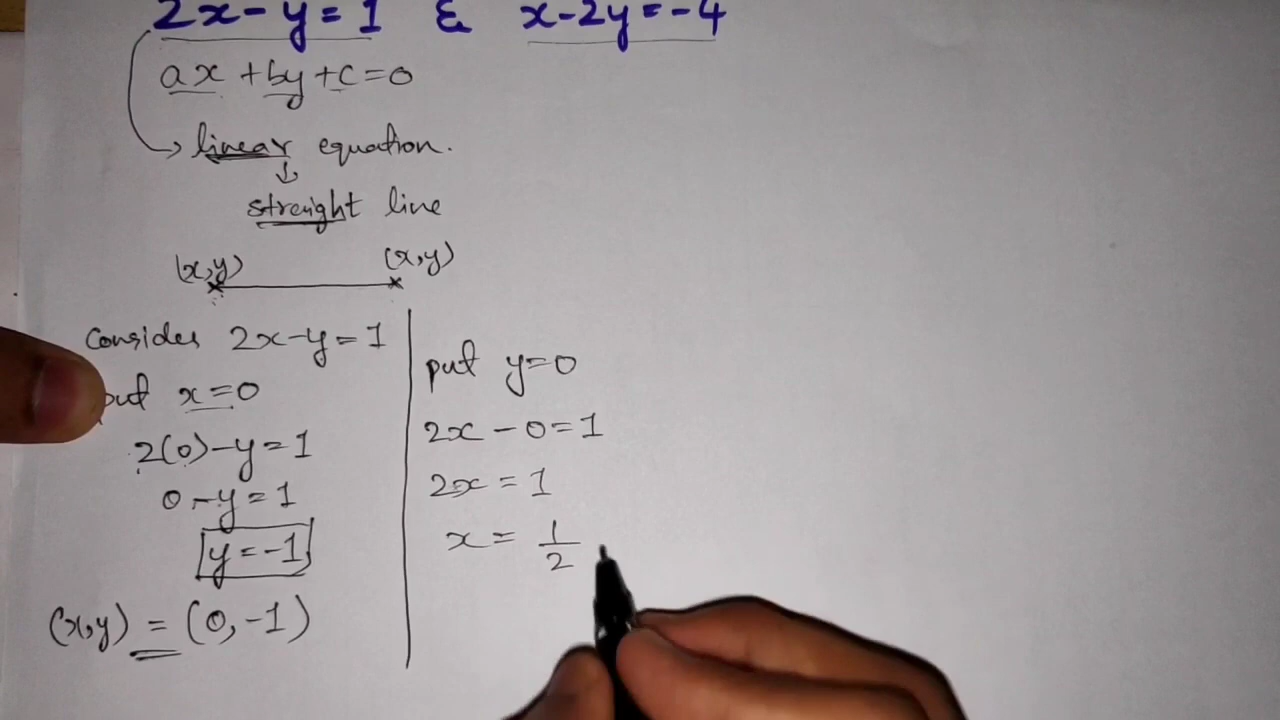 2x - y = 1 & x - 2y = -4
ax + by + c = 0
→ linear equation.
↓
straight line
(x,y) (x,y)
Consider 2x - y = 1
put x = 0
2(0) - y = 1
0 - y = 1
y = -1
(x,y) = (0, -1)
put y = 0
2x - 0 = 1
2x = 1
x = 1/2